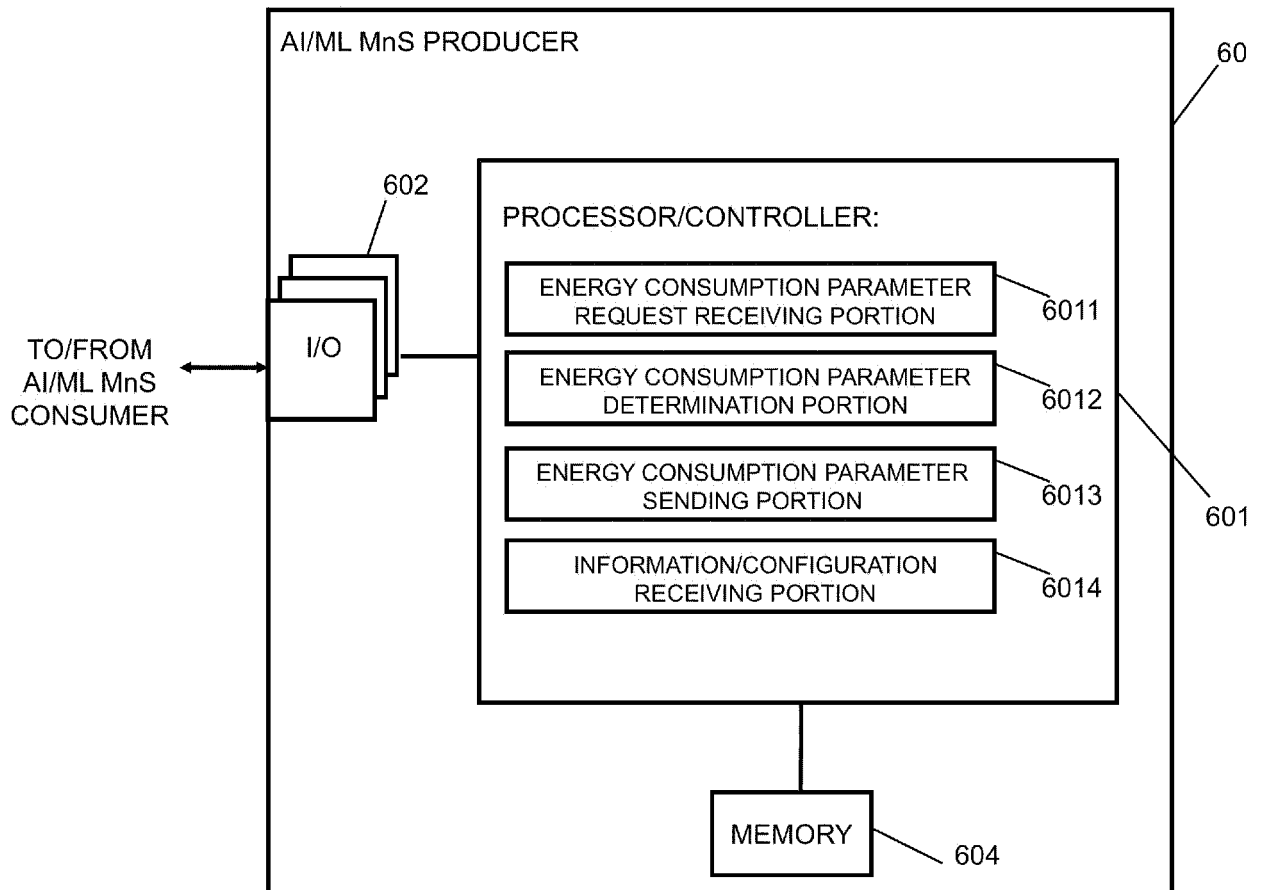 AI/ML MnS PRODUCER
60
602
PROCESSOR/CONTROLLER:
ENERGY CONSUMPTION PARAMETER
REQUEST RECEIVING PORTION
6011
I/O
TO/FROM
AI/ML MnS
CONSUMER
ENERGY CONSUMPTION PARAMETER
DETERMINATION PORTION
6012
ENERGY CONSUMPTION PARAMETER
SENDING PORTION
6013
601
INFORMATION/CONFIGURATION
RECEIVING PORTION
6014
MEMORY
604